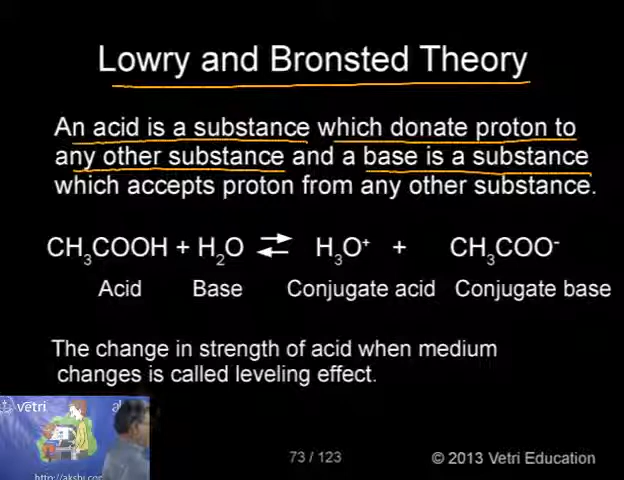 Lowry and Bronsted Theory
An acid is a substance which donate proton to
any other substance and a base is a substance
which accepts proton from any other substance.
CH₃COOH + H₂O ⇌ H₃O⁺ + CH₃COO⁻
Acid Base Conjugate acid Conjugate base
The change in strength of acid when medium
changes is called leveling effect.
vetri
73 / 123
© 2013 Vetri Education